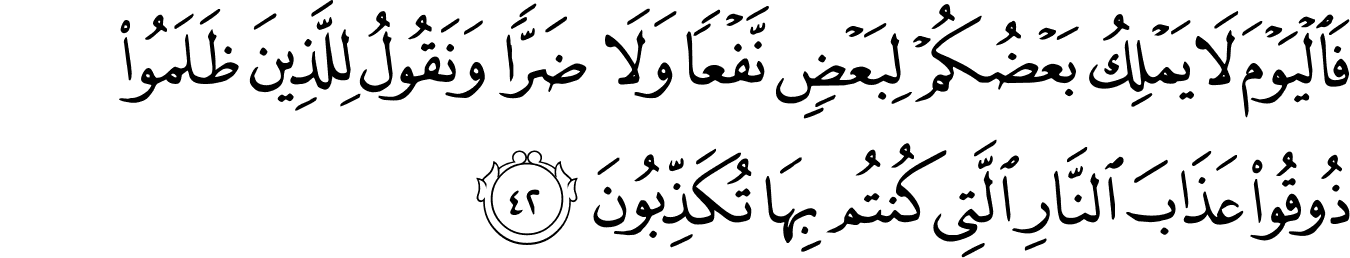 فَٱلۡيَوۡمَ لَا يَمۡلِكُ بَعۡضُكُمۡ لِبَعۡضٖ نَّفۡعٗا وَلَا ضَرّٗا وَنَقُولُ لِلَّذِينَ ظَلَمُواْ
ذُوقُواْ عَذَابَ ٱلنَّارِ ٱلَّتِي كُنتُم بِهَا تُكَذِّبُونَ ٤٢